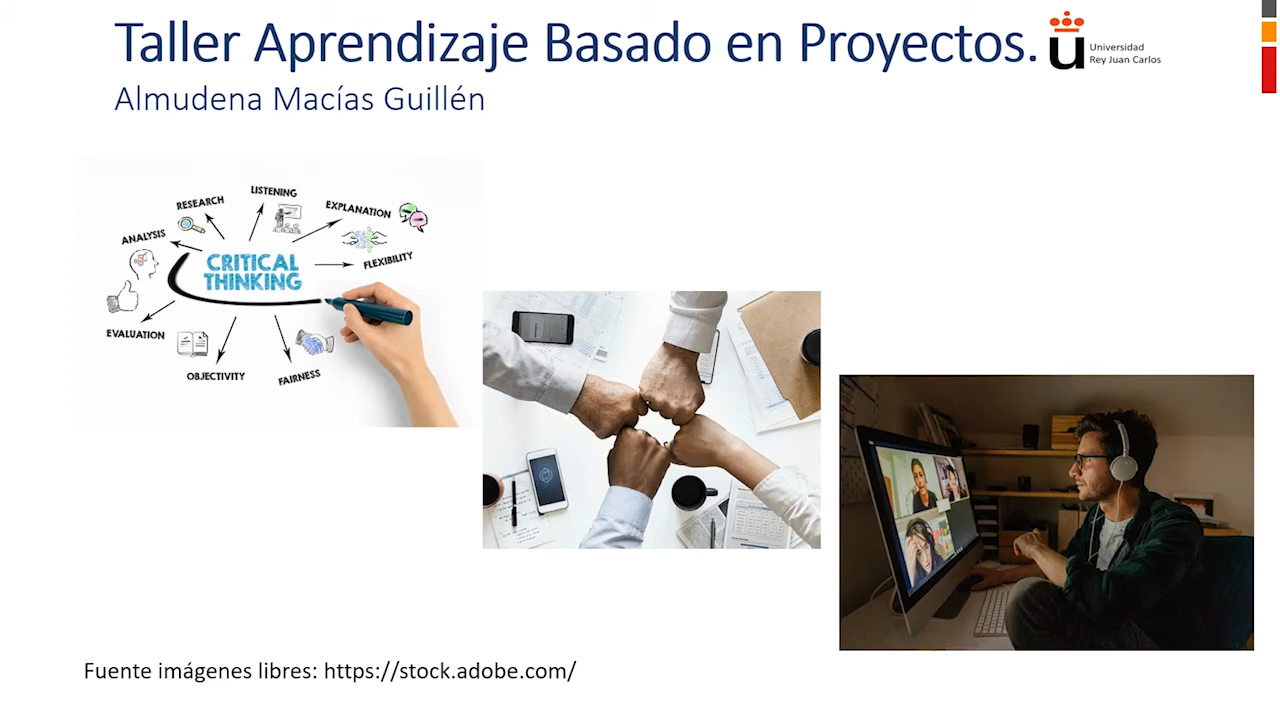 Taller Aprendizaje Basado en Proyectos.
Universidad
Rey Juan Carlos
Almudena Macías Guillén
LISTENING
RESEARCH
EXPLANATION
ANALYSIS
FLEXIBILITY
CRITICAL
THINKING
EVALUATION
OBJECTIVITY
FAIRNESS
Fuente imágenes libres: https://stock.adobe.com/